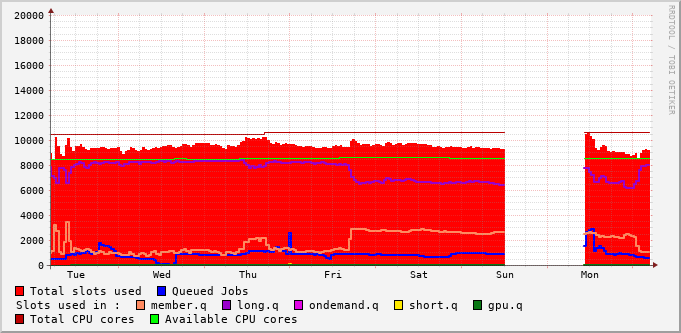 20000
18000
16000
14000
12000
10000
8000
6000
4000
2000
0
Tue Wed Thu Fri Sat Sun Mon
Total slots used Queued Jobs
Slots used in : member.q long.q ondemand.q short.q gpu.q
Total CPU cores Available CPU cores
RRDTOOL / TOBI OETIKER